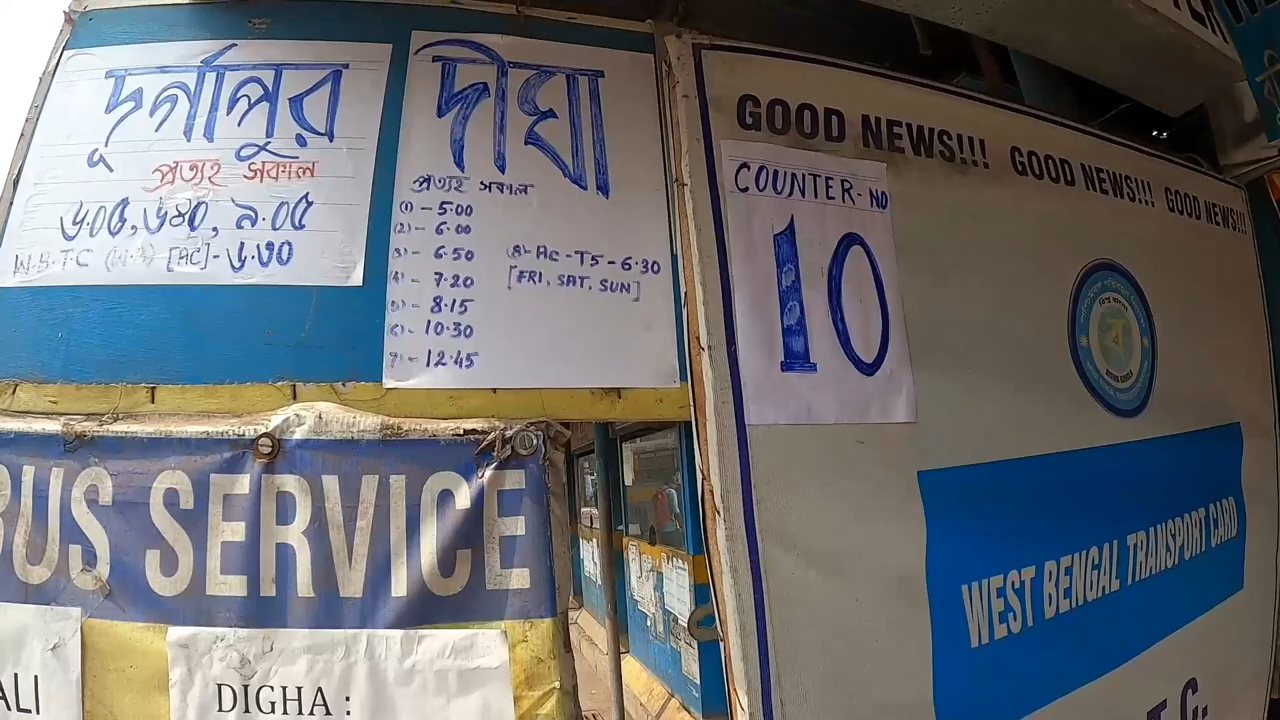 দুর্গাপুর
প্রত্যহ সকাল
৬.০৫, ৬.৪০, ৯.০৫
W.B.T.C [AC]-৬.৩০
দীঘা
প্রত্যহ সকাল
(1) - 5.00
(2) - 6.00
(3) - 6.50
(4) - 7.20
(5) - 8.15
(6) - 10.30
(7) - 12.45
(8)- AC-TS-6.30
[FRI, SAT, SUN]
GOOD NEWS!!! GOOD NEWS!!! GOOD NEWS!!!
COUNTER-NO
10
WEST BENGAL TRANSPORT CARD
BUS SERVICE
DIGHA :